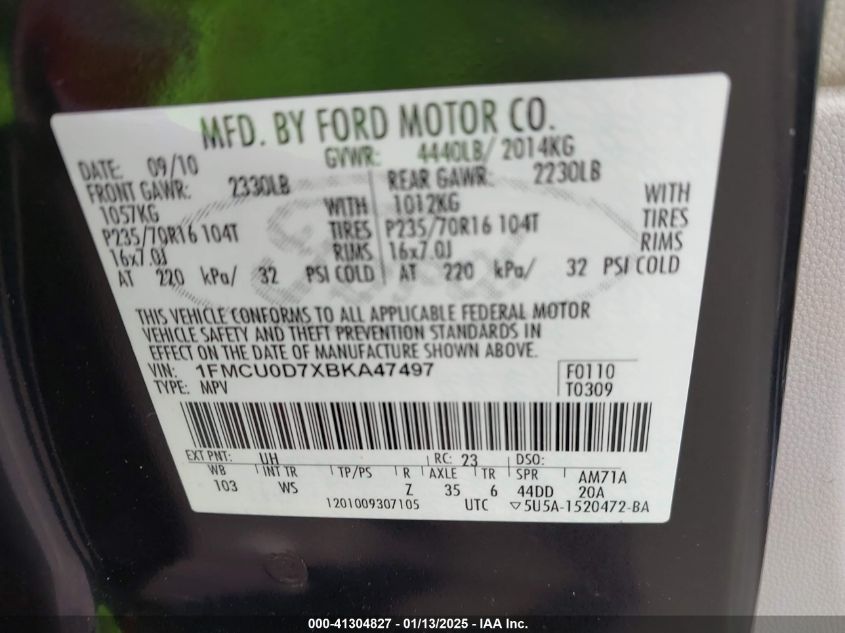 MFD. BY FORD MOTOR CO.
DATE: 09/10 GVWR: 4440LB/ 2014KG
FRONT GAWR: 2330LB REAR GAWR: 2230LB
1057KG WITH 1012KG WITH
P235/70R16 104T TIRES P235/70R16 104T TIRES
16x7.0J RIMS 16x7.0J RIMS
AT 220 kPa/ 32 PSI COLD AT 220 kPa/ 32 PSI COLD
THIS VEHICLE CONFORMS TO ALL APPLICABLE FEDERAL MOTOR
VEHICLE SAFETY AND THEFT PREVENTION STANDARDS IN
EFFECT ON THE DATE OF MANUFACTURE SHOWN ABOVE.
VIN: 1FMCU0D7XBKA47497 F0110
TYPE: MPV T0309
EXT PNT: UH RC: 23 DSO:
WB INT TR TP/PS R AXLE TR SPR AM71A
103 WS Z 35 6 44DD 20A
1201009307105 UTC ▽5U5A-1520472-BA
000-41304827 - 01/13/2025 - IAA Inc.